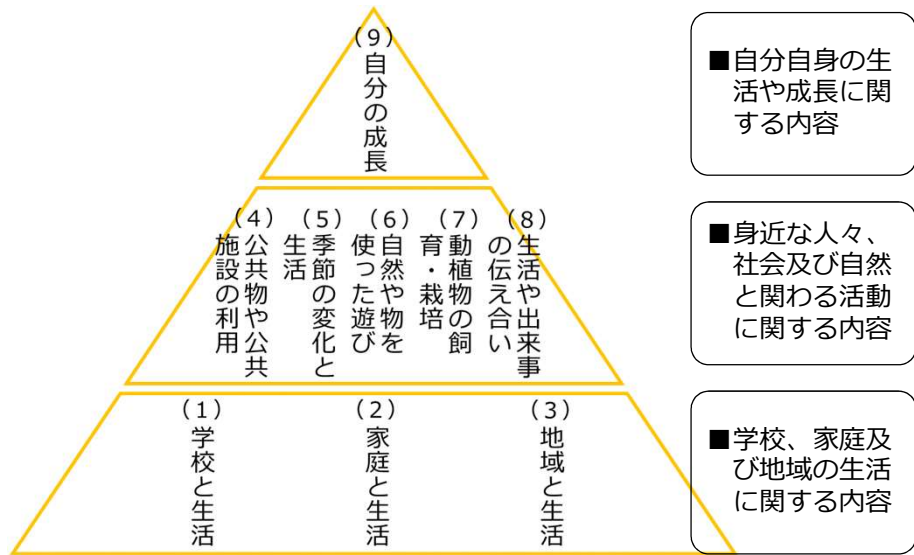 (9)
自分の成長
(4)
公共物や公共
施設の利用
(5)
季節の変化と
生活
(6)
自然や物を
使った遊び
(7)
動植物の飼
育・栽培
(8)
生活や出来事
の伝え合い
(1)
学校と生活
(2)
家庭と生活
(3)
地域と生活
■自分自身の生
活や成長に関
する内容
■身近な人々、
社会及び自然
と関わる活動
に関する内容
■学校、家庭及
び地域の生活
に関する内容